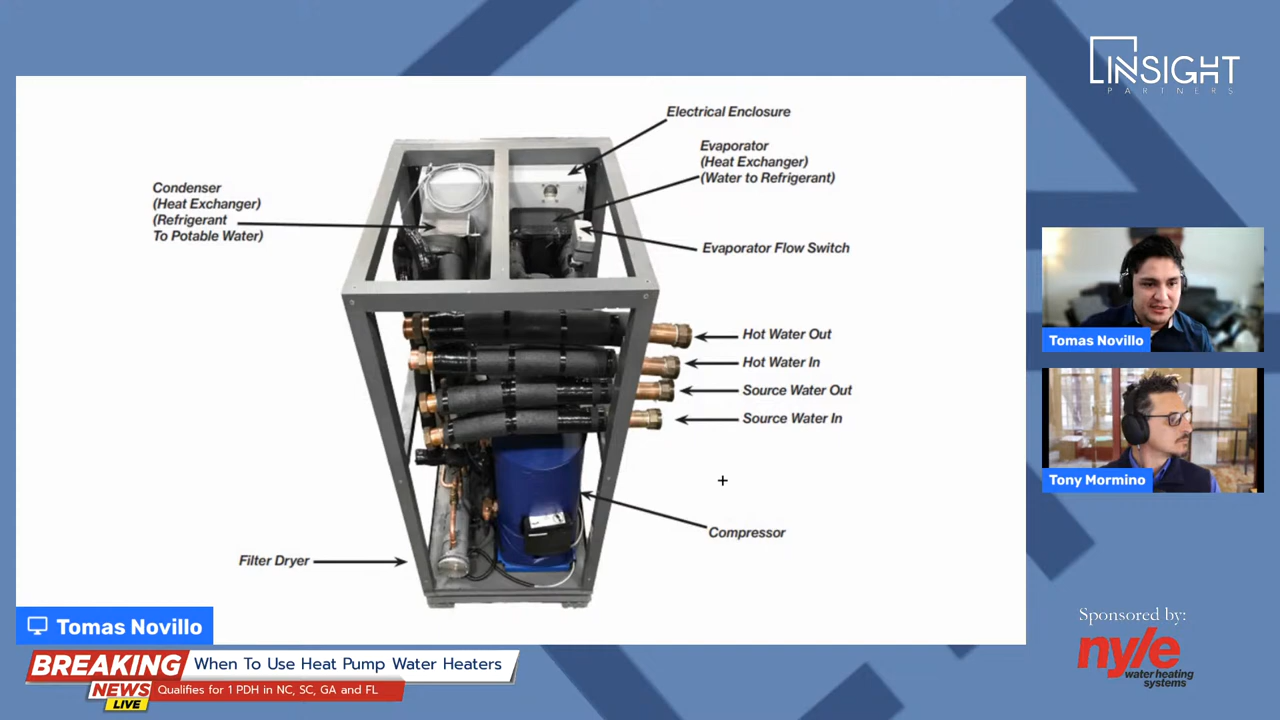 INSIGHT
PARTNERS
Electrical Enclosure
Evaporator
(Heat Exchanger)
(Water to Refrigerant)
Condenser
(Heat Exchanger)
(Refrigerant
To Potable Water)
Evaporator Flow Switch
Hot Water Out
Hot Water In
Source Water Out
Source Water In
Compressor
Filter Dryer
Tomas Novillo
Tony Mormino
Tomas Novillo
Sponsored by:
nyle
water heating
systems
BREAKING
NEWS
LIVE
When To Use Heat Pump Water Heaters
Qualifies for 1 PDH in NC, SC, GA and FL